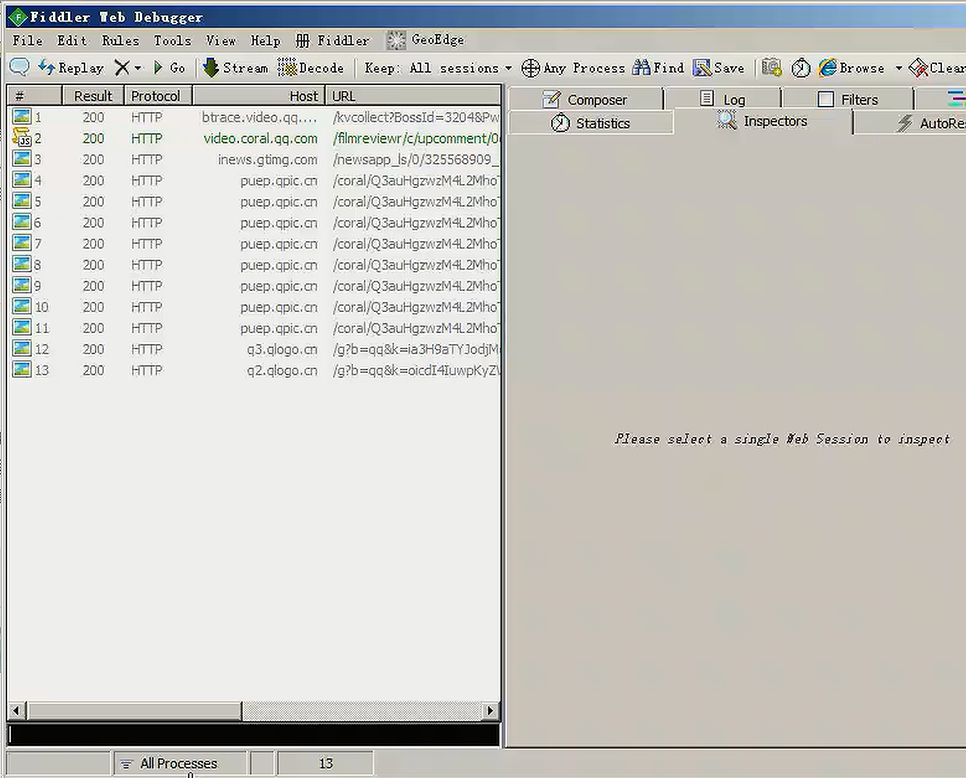 Fiddler Web Debugger
File Edit Rules Tools View Help Fiddler GeoEdge
Replay Go Stream Decode Keep: All sessions Any Process Find Save Browse Clear
# Result Protocol Host URL
Composer Log Filters
Statistics Inspectors AutoRes
1 200 HTTP btrace.video.qq.... /kvcollect?BossId=3204&Pw
2 200 HTTP video.coral.qq.com /filmreviewr/c/upcomment/0
3 200 HTTP inews.gtimg.com /newsapp_ls/0/325568909_
4 200 HTTP puep.qpic.cn /coral/Q3auHgzwzM4L2Mho
5 200 HTTP puep.qpic.cn /coral/Q3auHgzwzM4L2Mho
6 200 HTTP puep.qpic.cn /coral/Q3auHgzwzM4L2Mho
7 200 HTTP puep.qpic.cn /coral/Q3auHgzwzM4L2Mho
8 200 HTTP puep.qpic.cn /coral/Q3auHgzwzM4L2Mho
9 200 HTTP puep.qpic.cn /coral/Q3auHgzwzM4L2Mho
10 200 HTTP puep.qpic.cn /coral/Q3auHgzwzM4L2Mho
11 200 HTTP puep.qpic.cn /coral/Q3auHgzwzM4L2Mho
12 200 HTTP q3.qlogo.cn /g?b=qq&k=ia3H9aTYJodjM
13 200 HTTP q2.qlogo.cn /g?b=qq&k=oicdI4IuwpKyZ
Please select a single Web Session to inspect
All Processes 13